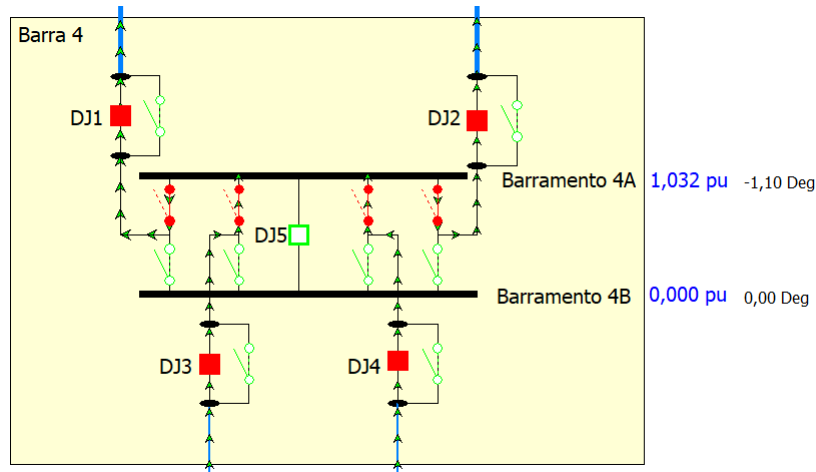 Barra 4
DJ1
DJ2
Barramento 4A 1,032 pu -1,10 Deg
DJ5
Barramento 4B 0,000 pu 0,00 Deg
DJ3
DJ4